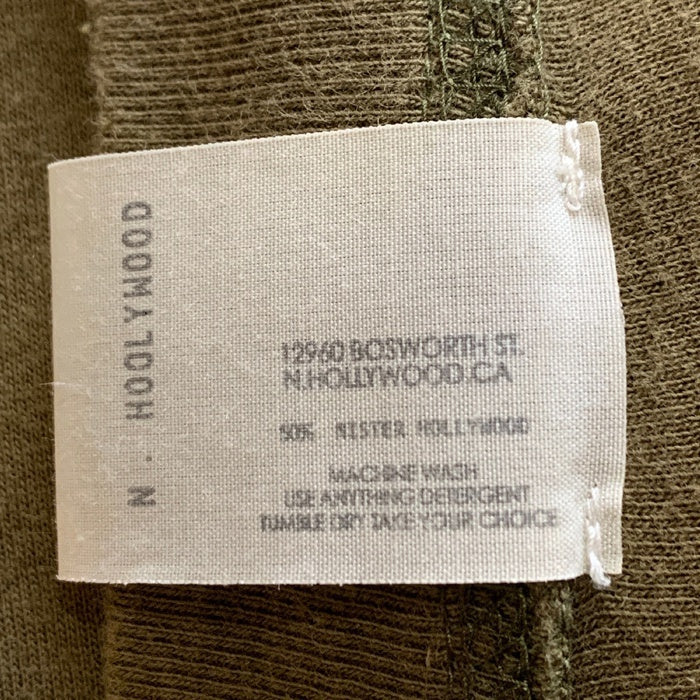 N. HOOLYWOOD
12960 BOSWORTH ST.
N.HOLLYWOOD.CA
50% MISTER HOLLYWOOD
MACHINE WASH
USE ANYTHING DETERGENT
TUMBLE DRY TAKE YOUR CHOICE